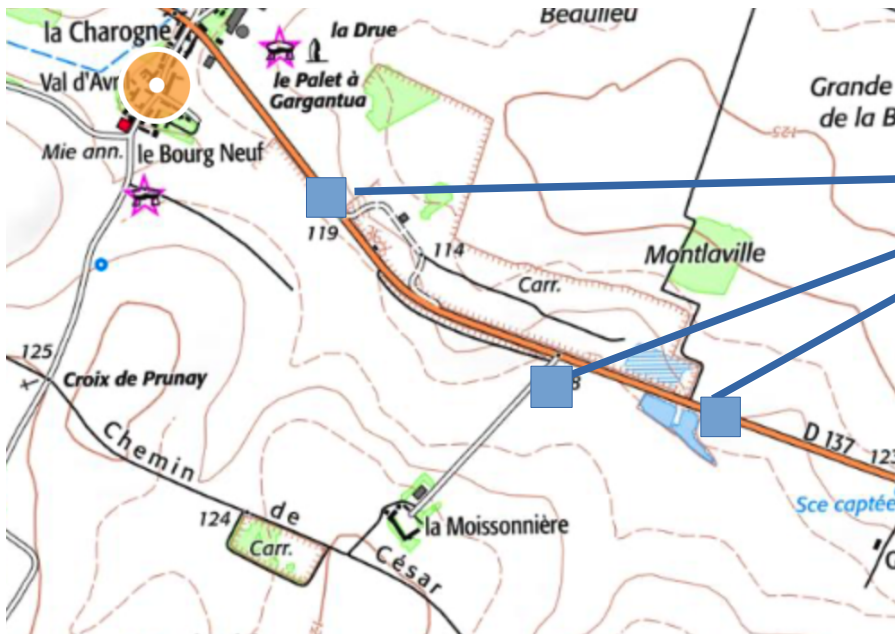 Beaulieu
la Charogne
la Drue
Val d'Avr
le Palet à
Gargantua
Grande
de la B
125
Mie ann.
le Bourg Neuf
119
114
Montlaville
Carr.
125
Croix de Prunay
8
Chemin
de
César
D 137
123
Sce captée
124
Carr.
la Moissonnière